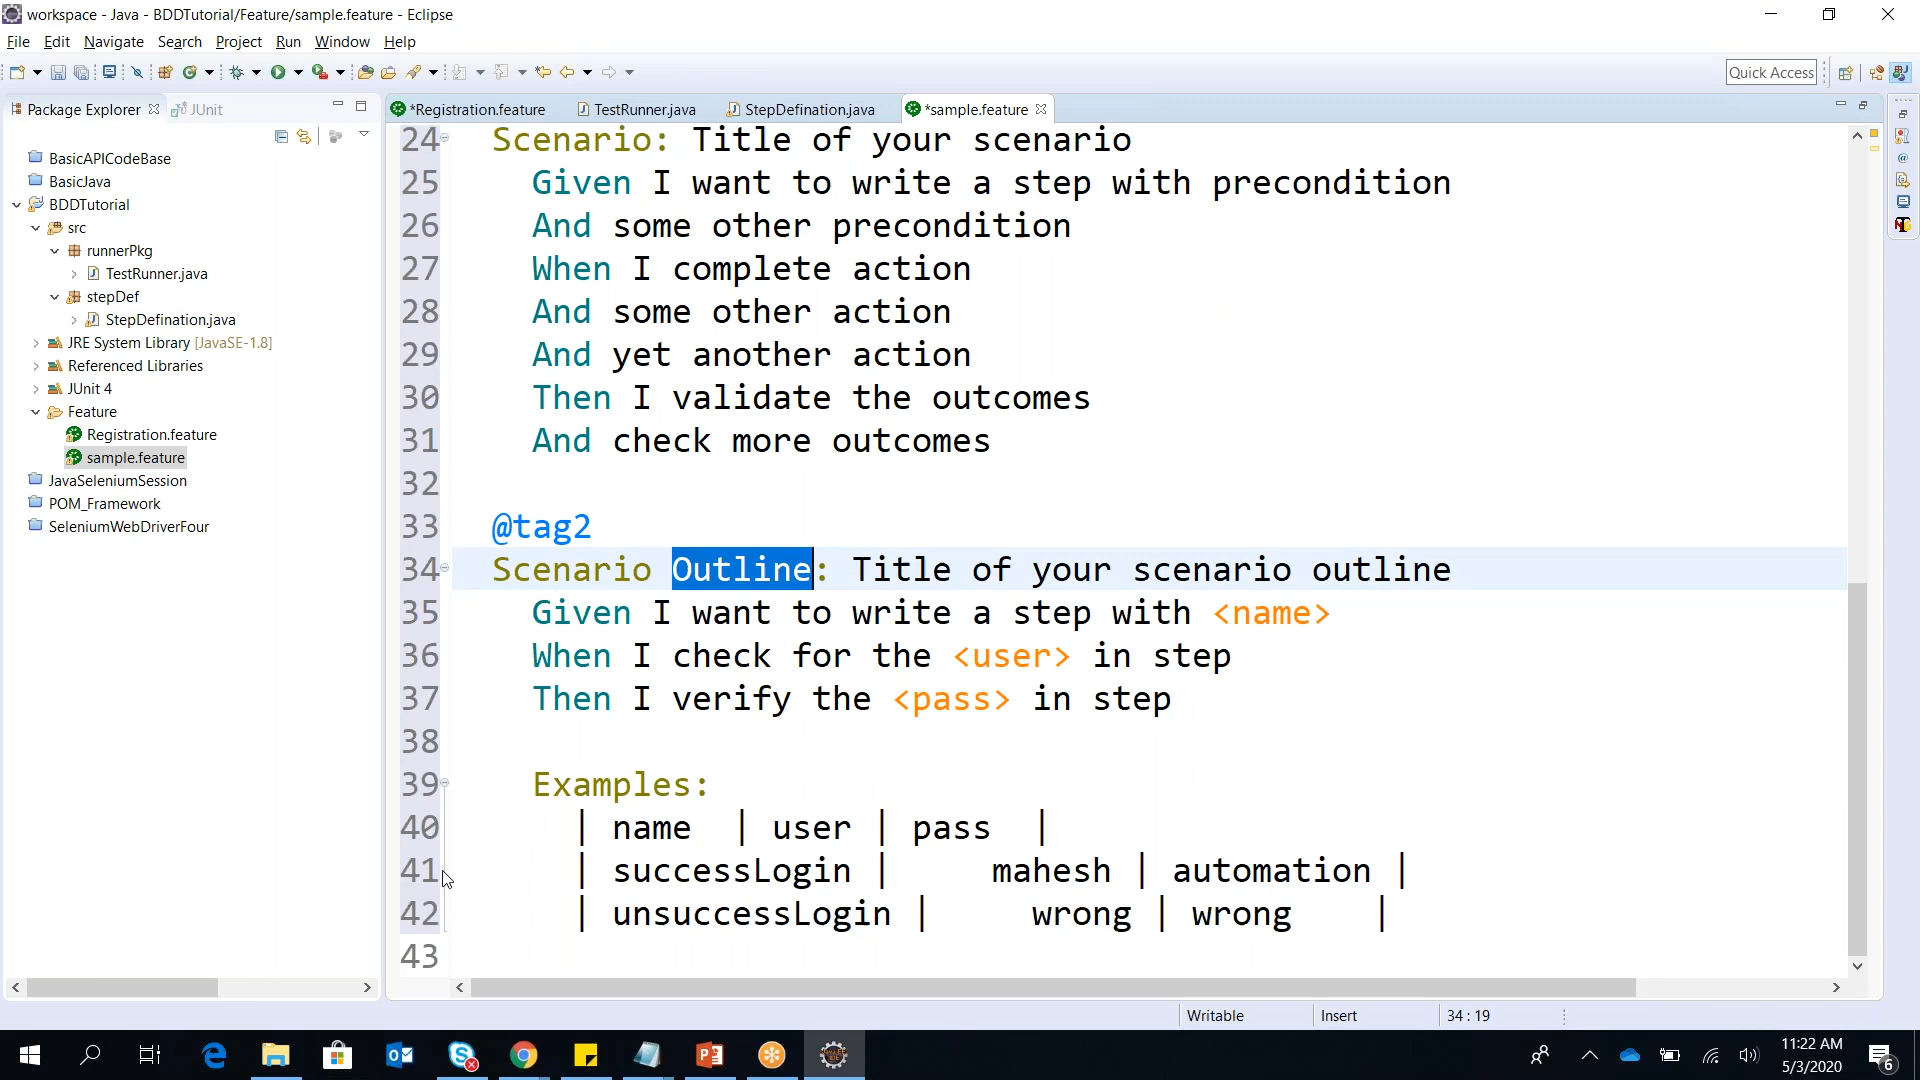 workspace - Java - BDDTutorial/Feature/sample.feature - Eclipse
File Edit Navigate Search Project Run Window Help
Quick Access
Package Explorer JUnit
*Registration.feature TestRunner.java StepDefination.java *sample.feature
BasicAPICodeBase
BasicJava
BDDTutorial
src
runnerPkg
TestRunner.java
stepDef
StepDefination.java
JRE System Library [JavaSE-1.8]
Referenced Libraries
JUnit 4
Feature
Registration.feature
sample.feature
JavaSeleniumSession
POM_Framework
SeleniumWebDriverFour
24 Scenario: Title of your scenario
25 Given I want to write a step with precondition
26 And some other precondition
27 When I complete action
28 And some other action
29 And yet another action
30 Then I validate the outcomes
31 And check more outcomes
32
33 @tag2
34 Scenario Outline: Title of your scenario outline
35 Given I want to write a step with <name>
36 When I check for the <user> in step
37 Then I verify the <pass> in step
38
39 Examples:
40 | name | user | pass |
41 | successLogin | mahesh | automation |
42 | unsuccessLogin | wrong | wrong |
43
Writable Insert 34 : 19
11:22 AM
5/3/2020
6